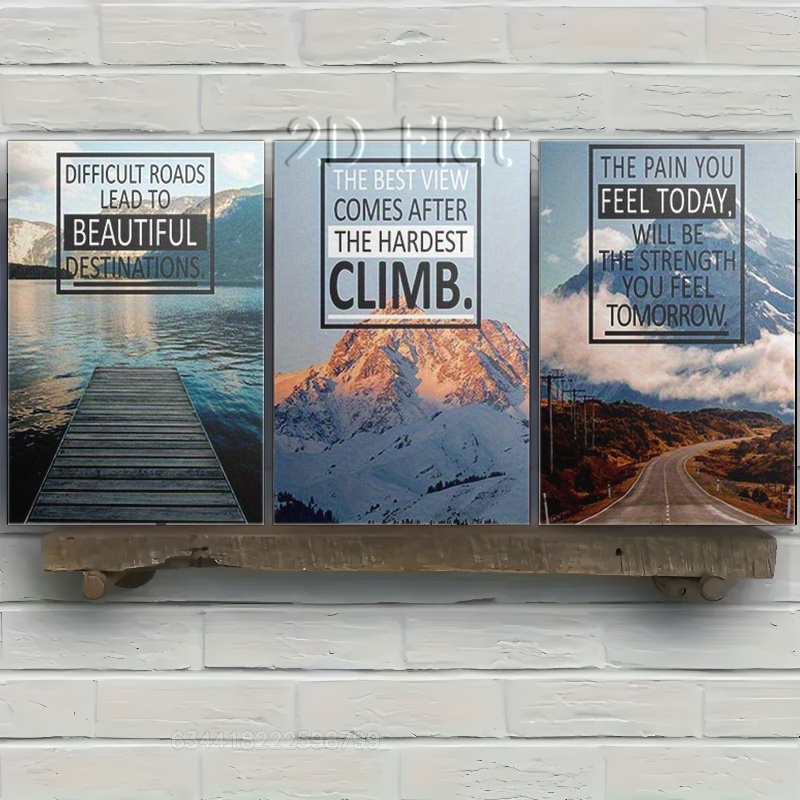 2D Flat
DIFFICULT ROADS
LEAD TO
BEAUTIFUL
DESTINATIONS.
THE BEST VIEW
COMES AFTER
THE HARDEST
CLIMB.
THE PAIN YOU
FEEL TODAY,
WILL BE
THE STRENGTH
YOU FEEL
TOMORROW.